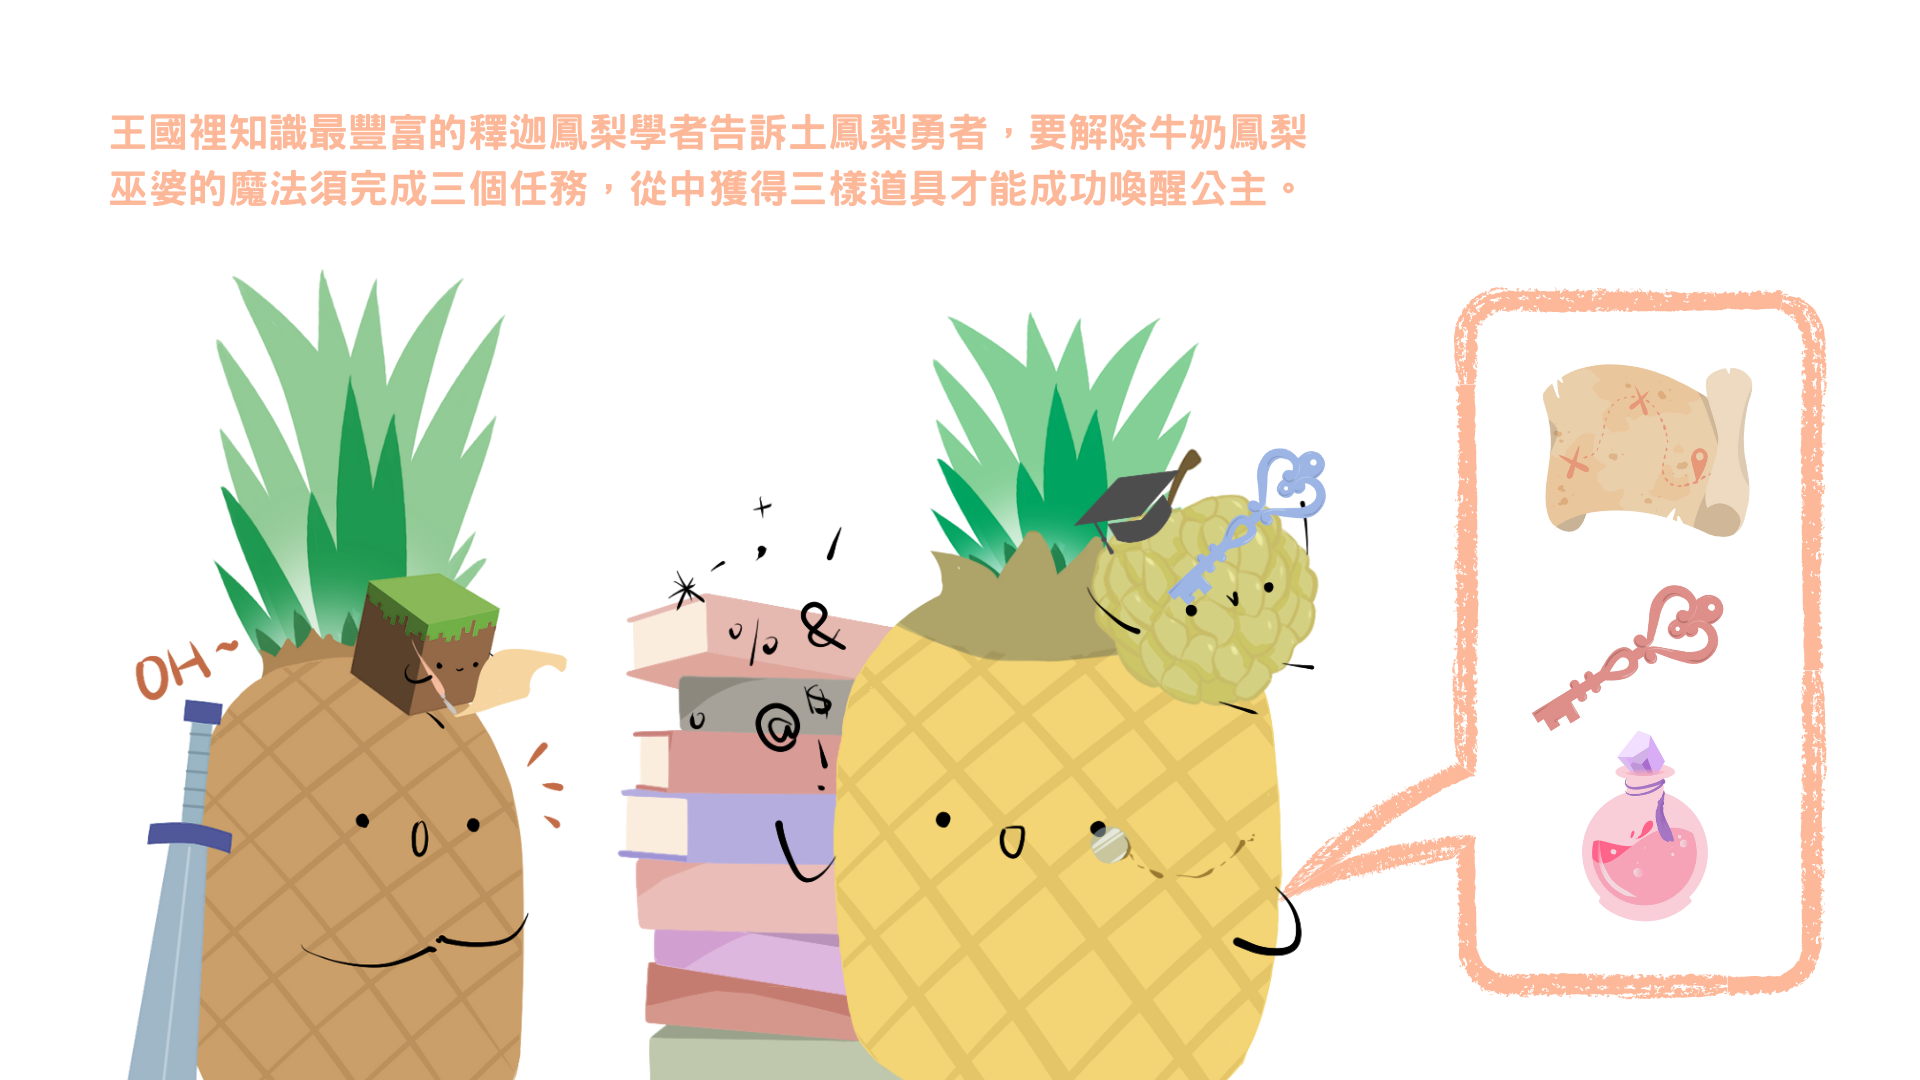 王國裡知識最豐富的釋迦鳳梨學者告訴土鳳梨勇者，要解除牛奶鳳梨
巫婆的魔法須完成三個任務，從中獲得三樣道具才能成功喚醒公主。
OH~
* - , + /
% &
° @ $ !